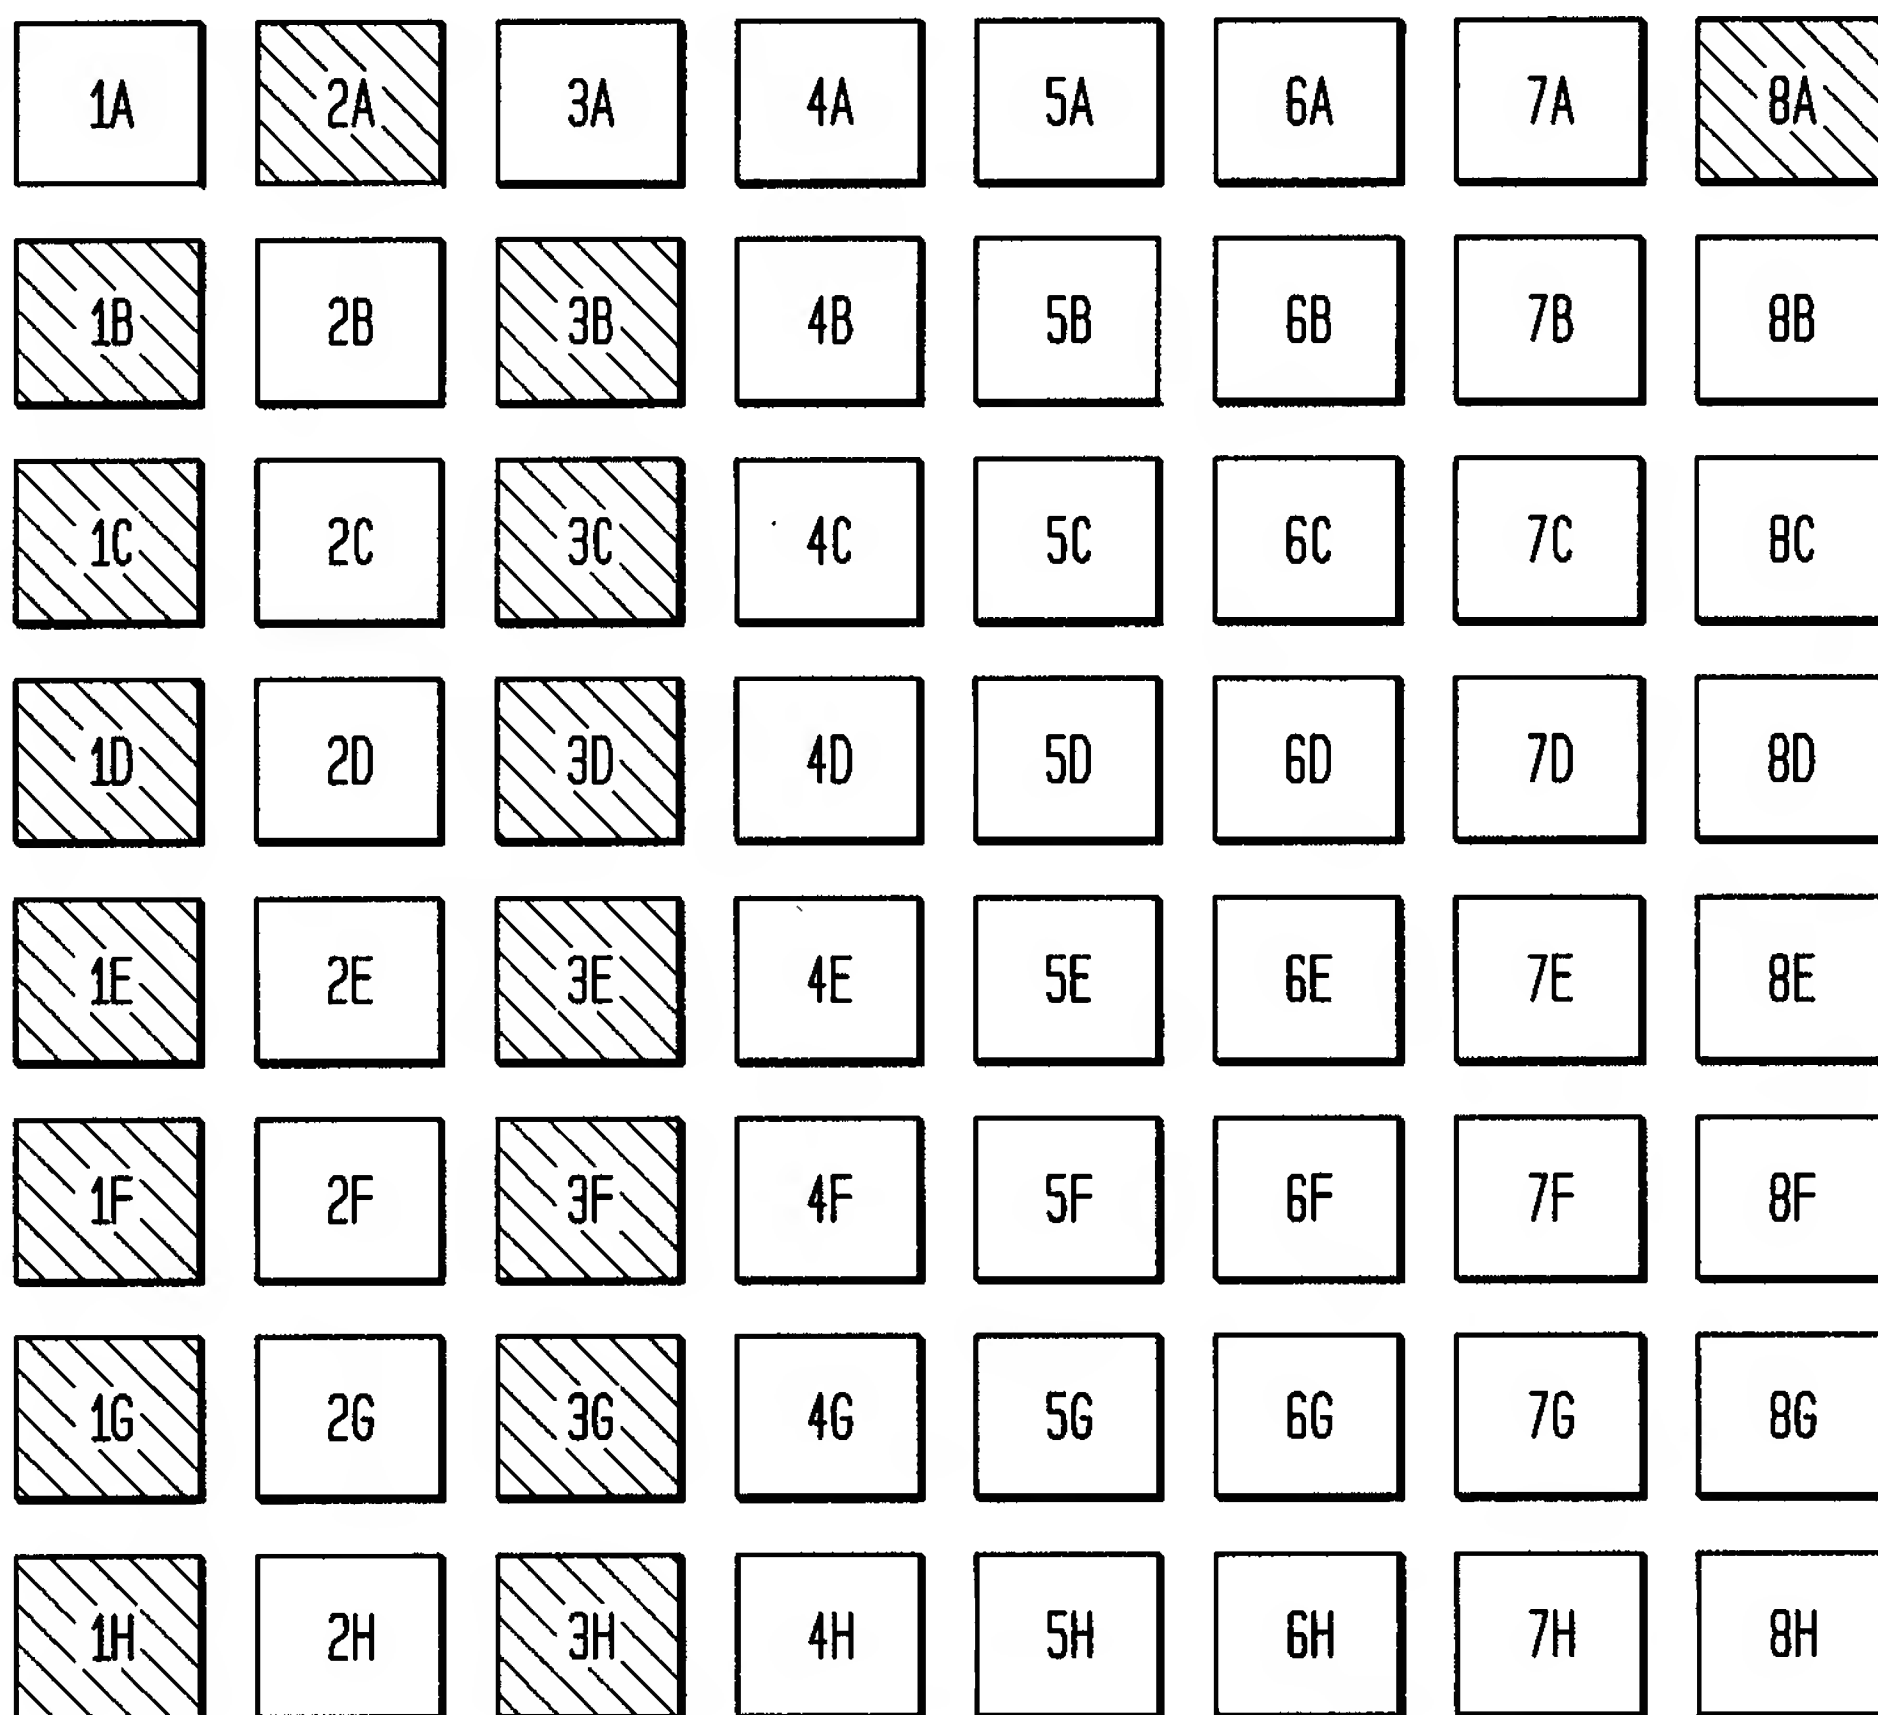 1A 2A 3A 4A 5A 6A 7A 8A
1B 2B 3B 4B 5B 6B 7B 8B
1C 2C 3C 4C 5C 6C 7C 8C
1D 2D 3D 4D 5D 6D 7D 8D
1E 2E 3E 4E 5E 6E 7E 8E
1F 2F 3F 4F 5F 6F 7F 8F
1G 2G 3G 4G 5G 6G 7G 8G
1H 2H 3H 4H 5H 6H 7H 8H